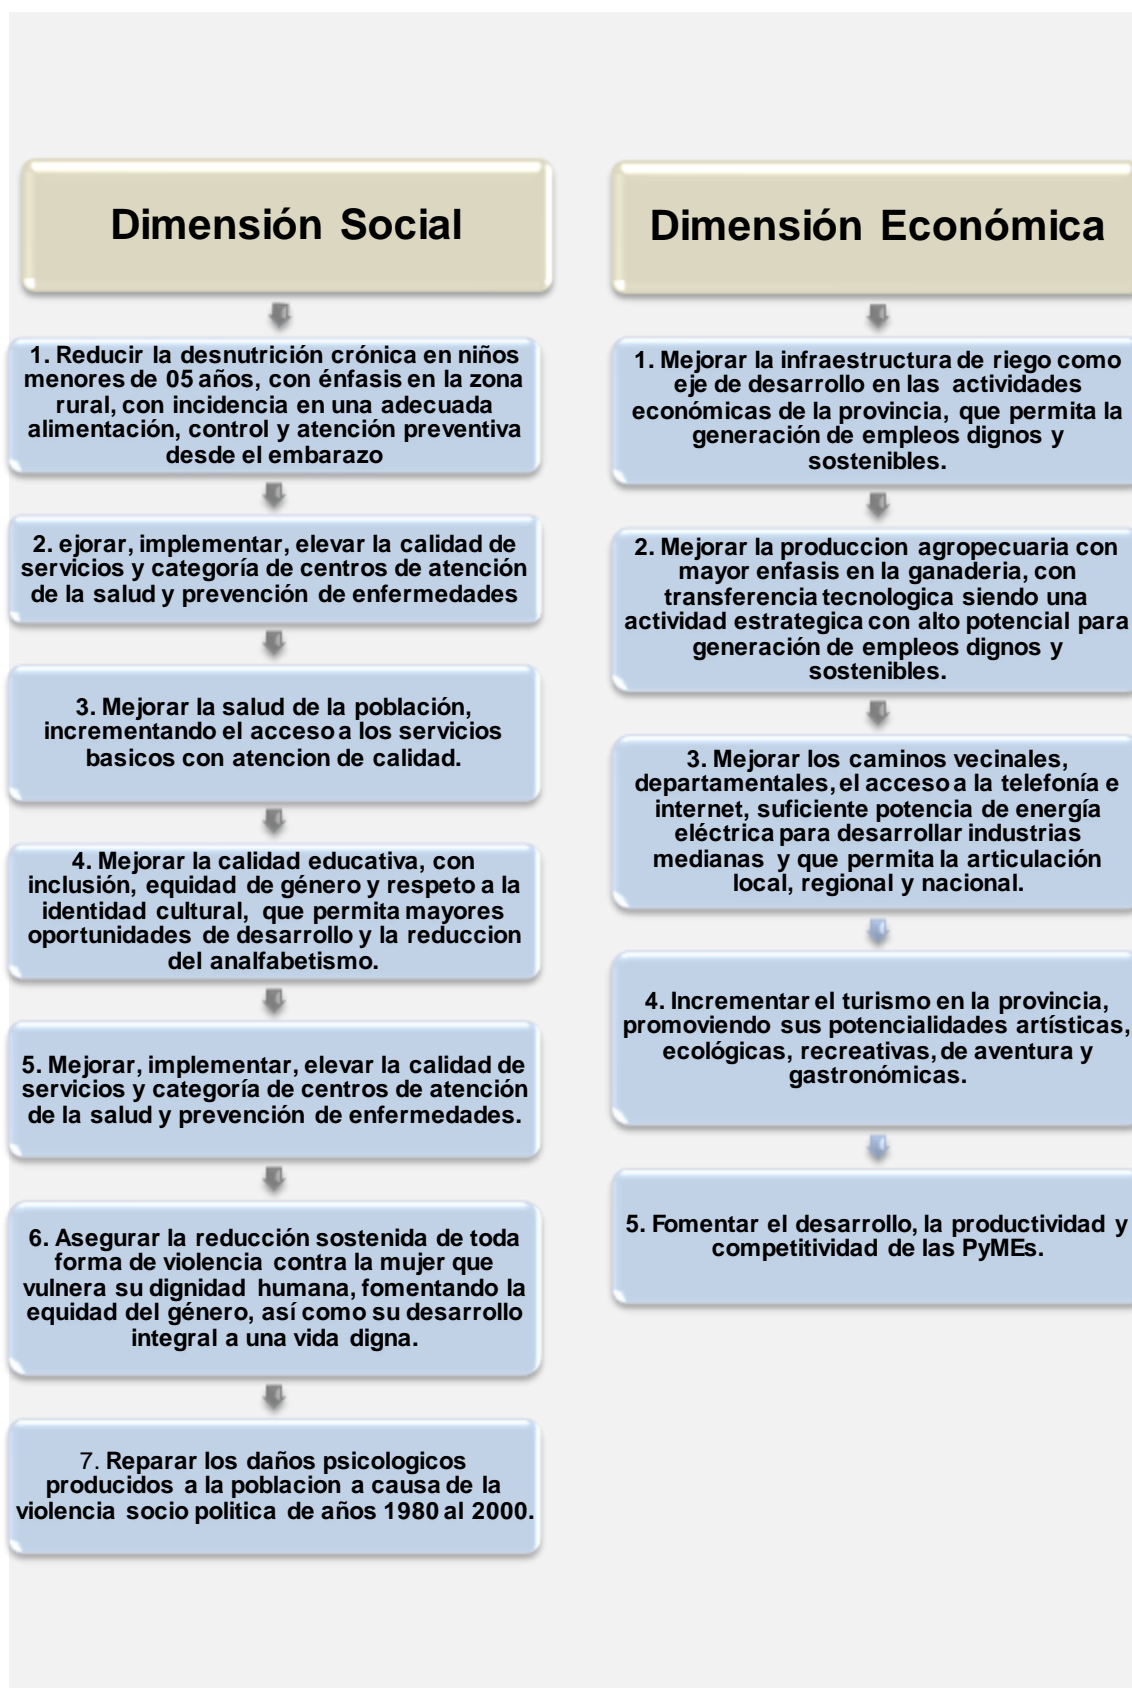 Dimensión Social
1. Reducir la desnutrición crónica en niños
menores de 05 años, con énfasis en la zona
rural, con incidencia en una adecuada
alimentación, control y atención preventiva
desde el embarazo
2. ejorar, implementar, elevar la calidad de
servicios y categoría de centros de atención
de la salud y prevención de enfermedades
3. Mejorar la salud de la población,
incrementando el acceso a los servicios
basicos con atencion de calidad.
4. Mejorar la calidad educativa, con
inclusión, equidad de género y respeto a la
identidad cultural, que permita mayores
oportunidades de desarrollo y la reduccion
del analfabetismo.
5. Mejorar, implementar, elevar la calidad de
servicios y categoría de centros de atención
de la salud y prevención de enfermedades.
6. Asegurar la reducción sostenida de toda
forma de violencia contra la mujer que
vulnera su dignidad humana, fomentando la
equidad del género, así como su desarrollo
integral a una vida digna.
7. Reparar los daños psicologicos
producidos a la poblacion a causa de la
violencia socio politica de años 1980 al 2000.
Dimensión Económica
1. Mejorar la infraestructura de riego como
eje de desarrollo en las actividades
económicas de la provincia, que permita la
generación de empleos dignos y
sostenibles.
2. Mejorar la produccion agropecuaria con
mayor enfasis en la ganaderia, con
transferencia tecnologica siendo una
actividad estrategica con alto potencial para
generación de empleos dignos y
sostenibles.
3. Mejorar los caminos vecinales,
departamentales, el acceso a la telefonía e
internet, suficiente potencia de energía
eléctrica para desarrollar industrias
medianas y que permita la articulación
local, regional y nacional.
4. Incrementar el turismo en la provincia,
promoviendo sus potencialidades artísticas,
ecológicas, recreativas, de aventura y
gastronómicas.
5. Fomentar el desarrollo, la productividad y
competitividad de las PyMEs.